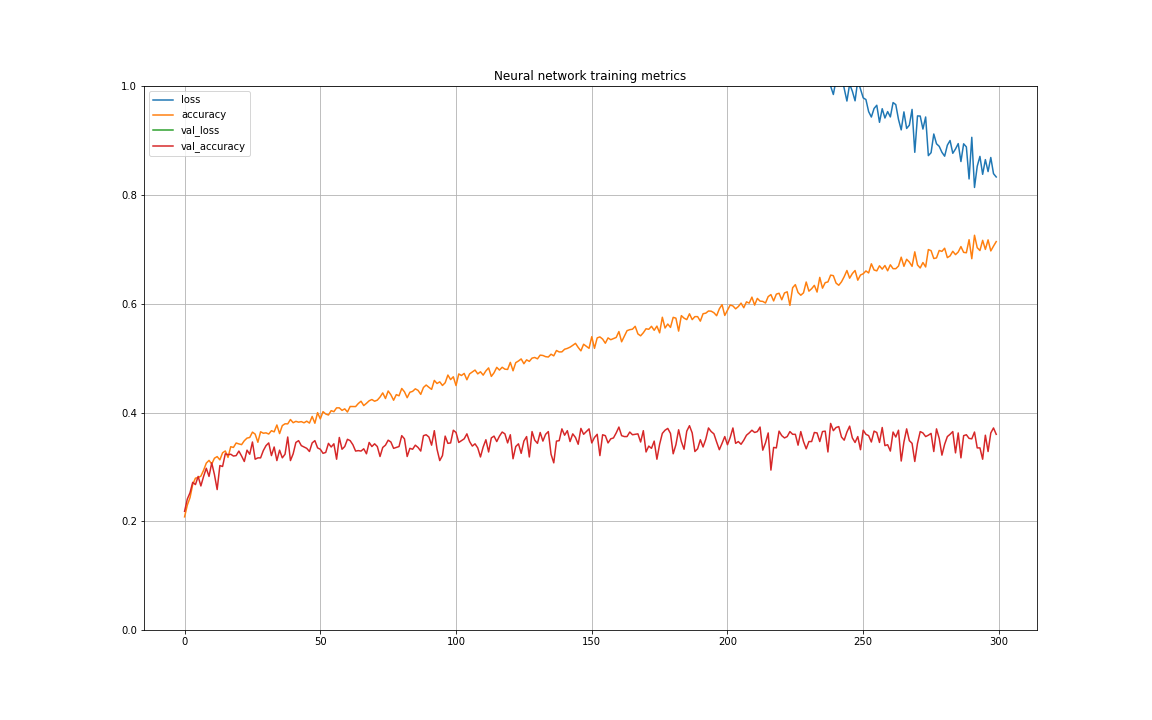 Neural network training metrics
1.0
loss
accuracy
val_loss
val_accuracy
0.8
0.6
0.4
0.2
0.0
0 50 100 150 200 250 300